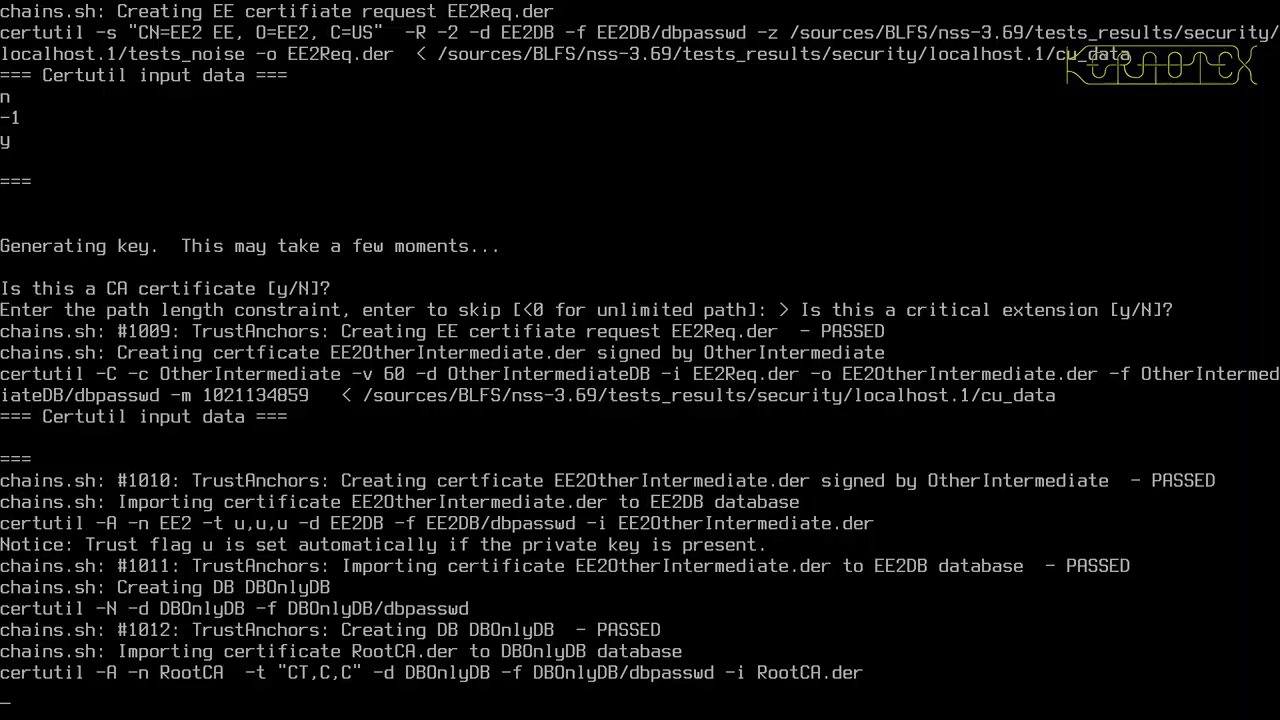 chains.sh: Creating EE certifiate request EE2Req.der
certutil -s "CN=EE2 EE, O=EE2, C=US"  -R -2 -d EE2DB -f EE2DB/dbpasswd -z /sources/BLFS/nss-3.69/tests_results/security/
localhost.1/tests_noise -o EE2Req.der  < /sources/BLFS/nss-3.69/tests_results/security/localhost.1/cu_data
KERNOTEX
=== Certutil input data ===
n
-1
y
===
Generating key.  This may take a few moments...
Is this a CA certificate [y/N]?
Enter the path length constraint, enter to skip [<0 for unlimited path]: > Is this a critical extension [y/N]?
chains.sh: #1009: TrustAnchors: Creating EE certifiate request EE2Req.der  - PASSED
chains.sh: Creating certficate EE2OtherIntermediate.der signed by OtherIntermediate
certutil -C -c OtherIntermediate -v 60 -d OtherIntermediateDB -i EE2Req.der -o EE2OtherIntermediate.der -f OtherIntermed
iateDB/dbpasswd -m 1021134859   < /sources/BLFS/nss-3.69/tests_results/security/localhost.1/cu_data
=== Certutil input data ===
===
chains.sh: #1010: TrustAnchors: Creating certficate EE2OtherIntermediate.der signed by OtherIntermediate  - PASSED
chains.sh: Importing certificate EE2OtherIntermediate.der to EE2DB database
certutil -A -n EE2 -t u,u,u -d EE2DB -f EE2DB/dbpasswd -i EE2OtherIntermediate.der
Notice: Trust flag u is set automatically if the private key is present.
chains.sh: #1011: TrustAnchors: Importing certificate EE2OtherIntermediate.der to EE2DB database  - PASSED
chains.sh: Creating DB DBOnlyDB
certutil -N -d DBOnlyDB -f DBOnlyDB/dbpasswd
chains.sh: #1012: TrustAnchors: Creating DB DBOnlyDB  - PASSED
chains.sh: Importing certificate RootCA.der to DBOnlyDB database
certutil -A -n RootCA  -t "CT,C,C" -d DBOnlyDB -f DBOnlyDB/dbpasswd -i RootCA.der